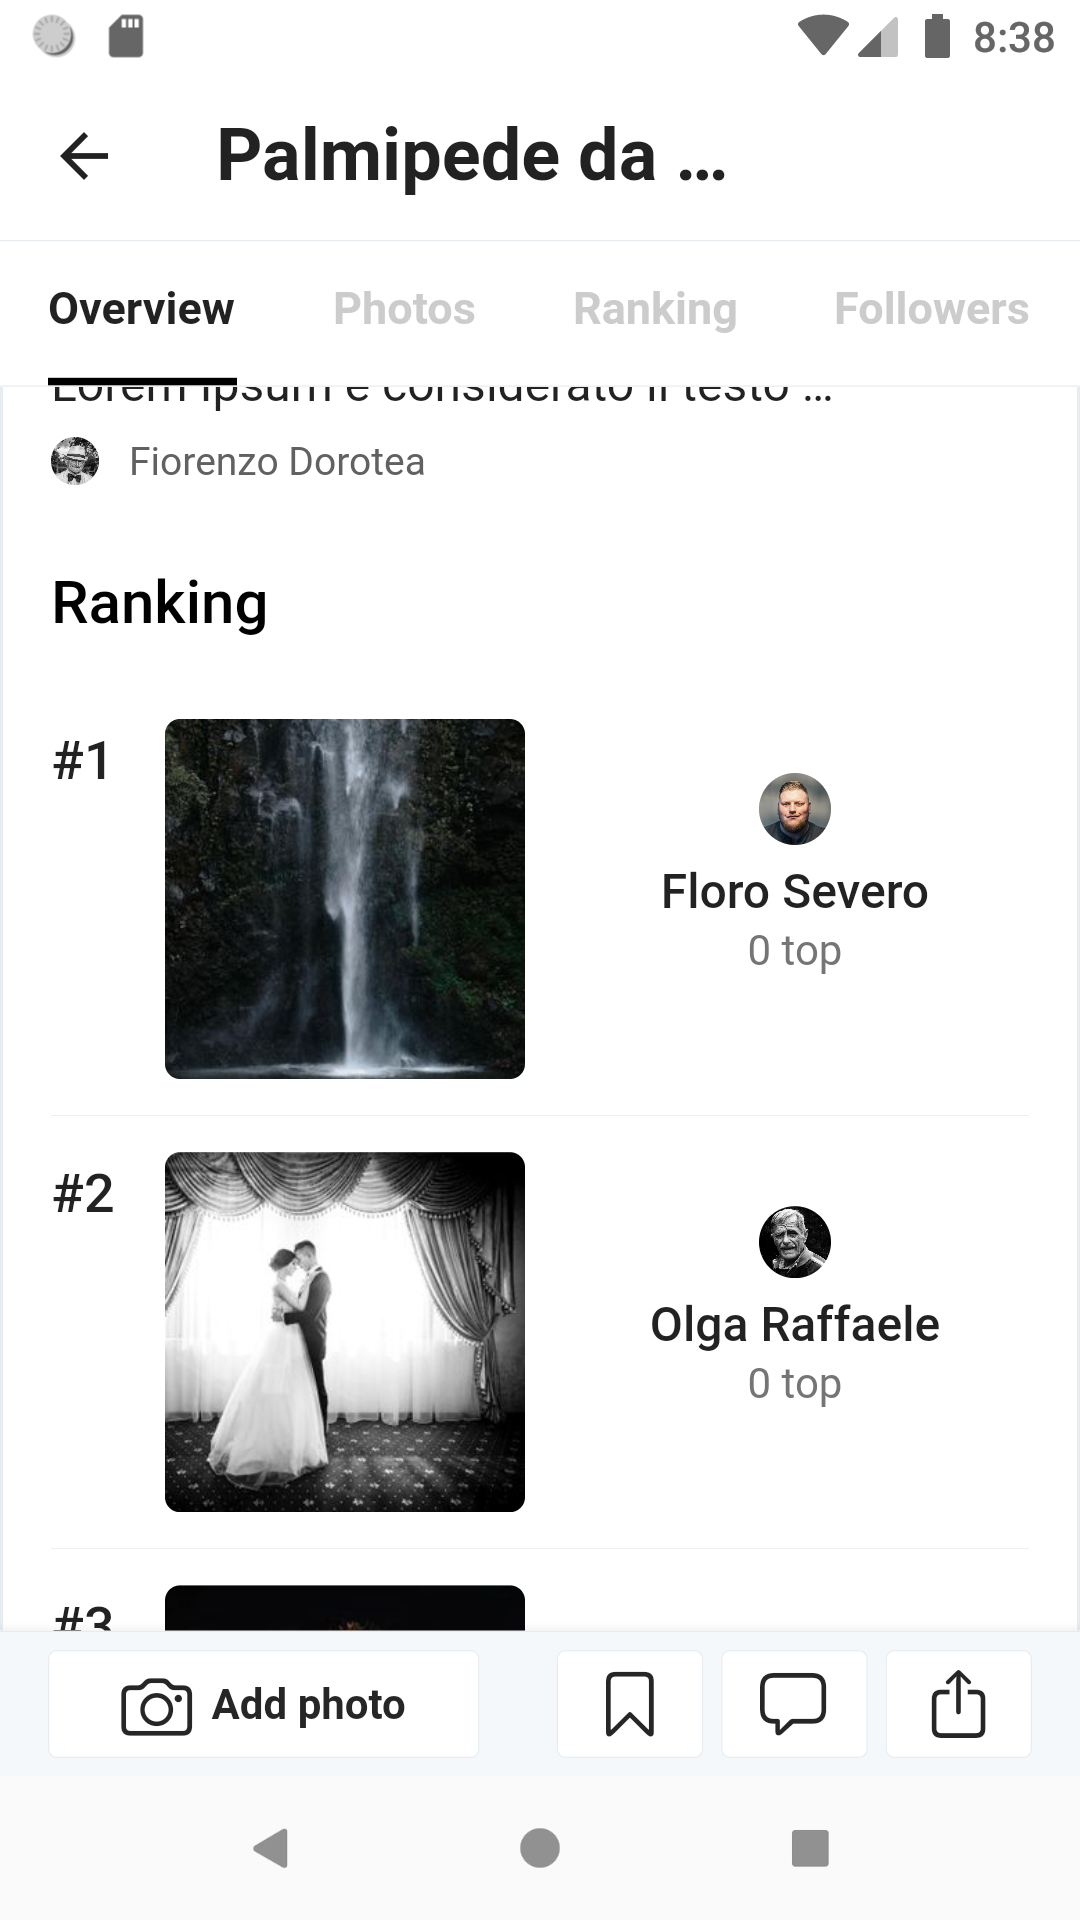 8:38
Palmipede da ...
Overview Photos Ranking Followers
Lorem Ipsum è considerato il testo ...
Fiorenzo Dorotea
Ranking
#1
Floro Severo
0 top
#2
Olga Raffaele
0 top
#3
Add photo